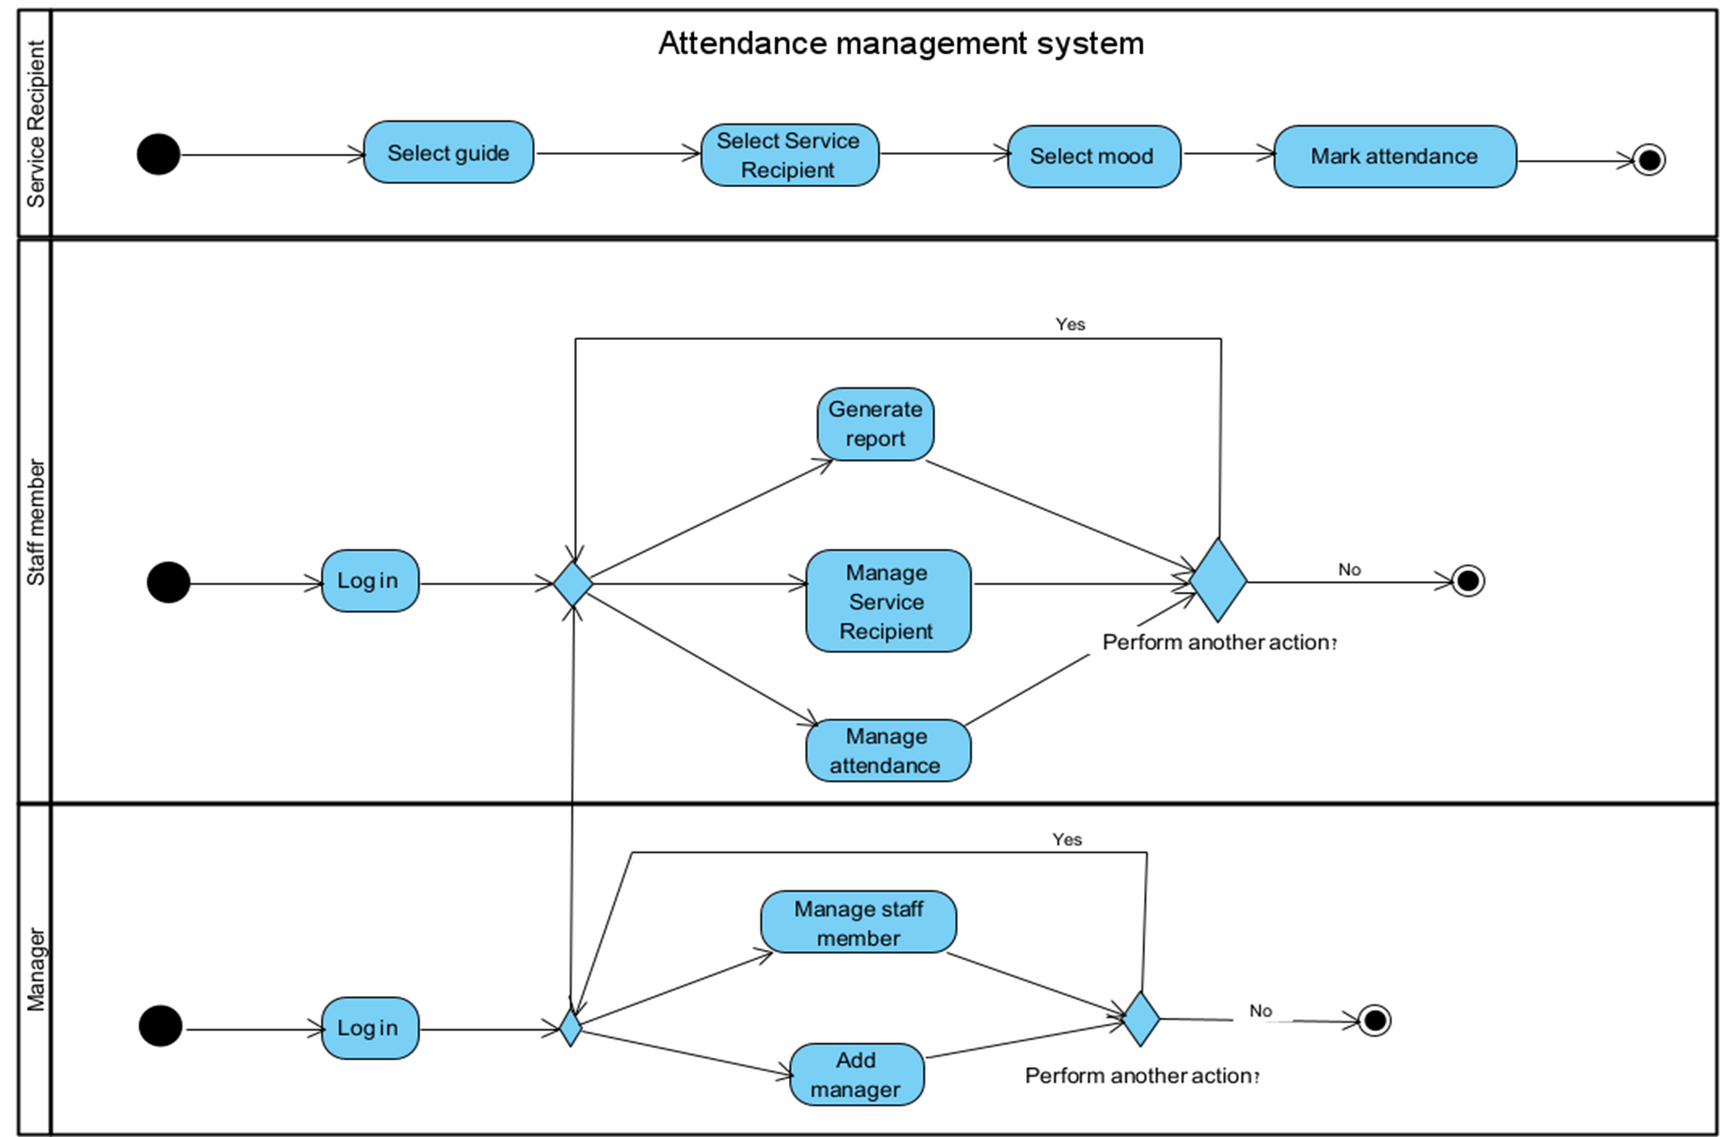 Attendance management system
Service Recipient
Select guide
Select Service
Recipient
Select mood
Mark attendance
Staff member
Yes
Generate
report
Log in
Manage
Service
Recipient
No
Perform another action?
Manage
attendance
Manager
Yes
Manage staff
member
Log in
No
Add
manager
Perform another action?